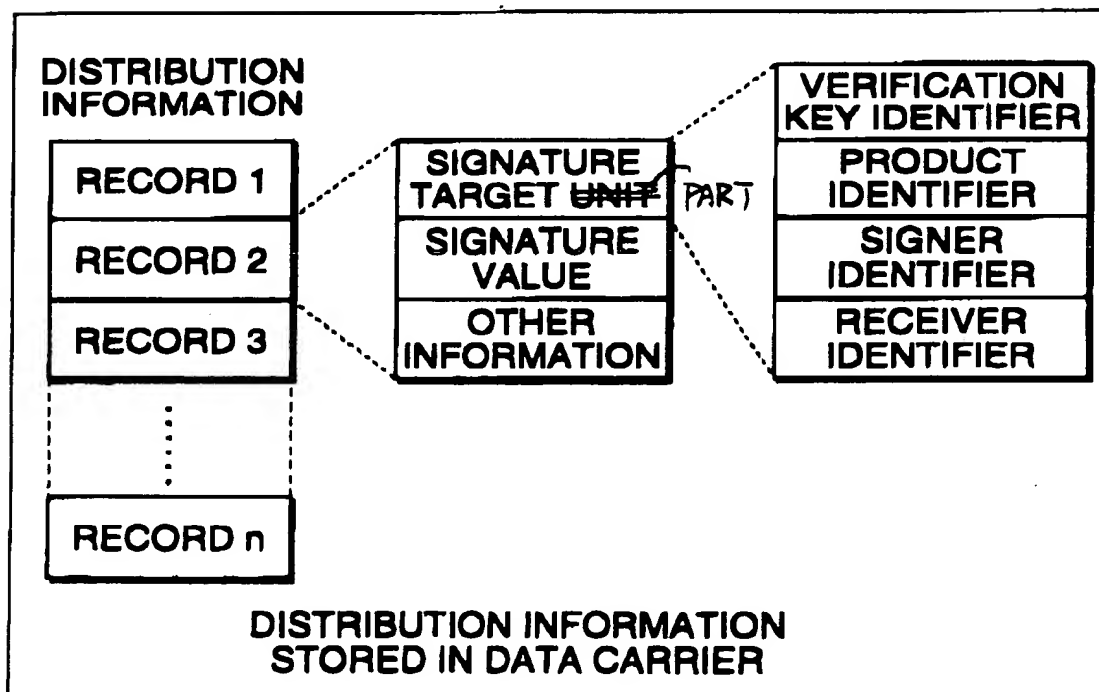 DISTRIBUTION
INFORMATION
RECORD 1
RECORD 2
RECORD 3
RECORD n
SIGNATURE
TARGET UNIT PART
SIGNATURE
VALUE
OTHER
INFORMATION
VERIFICATION
KEY IDENTIFIER
PRODUCT
IDENTIFIER
SIGNER
IDENTIFIER
RECEIVER
IDENTIFIER
DISTRIBUTION INFORMATION
STORED IN DATA CARRIER